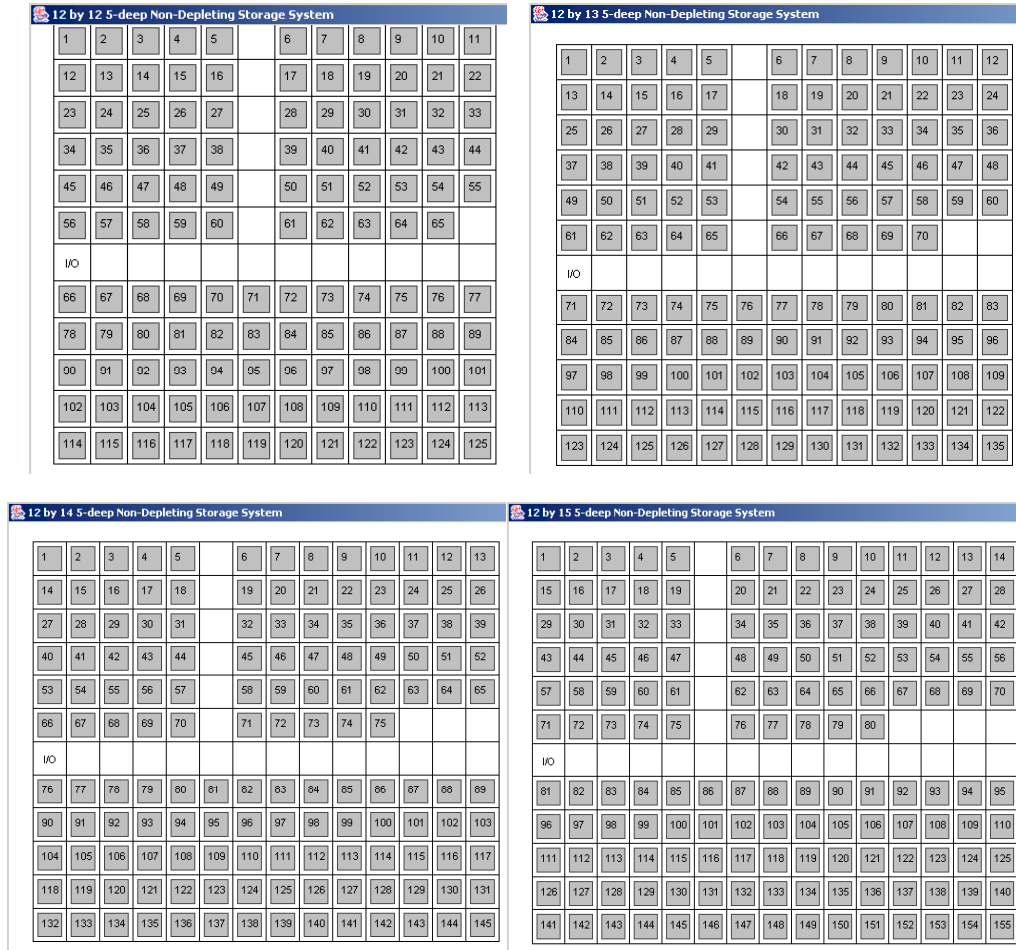 12 by 12 5-deep Non-Depleting Storage System
1 2 3 4 5 6 7 8 9 10 11
12 13 14 15 16 17 18 19 20 21 22
23 24 25 26 27 28 29 30 31 32 33
34 35 36 37 38 39 40 41 42 43 44
45 46 47 48 49 50 51 52 53 54 55
56 57 58 59 60 61 62 63 64 65
I/O
66 67 68 69 70 71 72 73 74 75 76 77
78 79 80 81 82 83 84 85 86 87 88 89
90 91 92 93 94 95 96 97 98 99 100 101
102 103 104 105 106 107 108 109 110 111 112 113
114 115 116 117 118 119 120 121 122 123 124 125
12 by 13 5-deep Non-Depleting Storage System
1 2 3 4 5 6 7 8 9 10 11 12
13 14 15 16 17 18 19 20 21 22 23 24
25 26 27 28 29 30 31 32 33 34 35 36
37 38 39 40 41 42 43 44 45 46 47 48
49 50 51 52 53 54 55 56 57 58 59 60
61 62 63 64 65 66 67 68 69 70
I/O
71 72 73 74 75 76 77 78 79 80 81 82 83
84 85 86 87 88 89 90 91 92 93 94 95 96
97 98 99 100 101 102 103 104 105 106 107 108 109
110 111 112 113 114 115 116 117 118 119 120 121 122
123 124 125 126 127 128 129 130 131 132 133 134 135
12 by 14 5-deep Non-Depleting Storage System
1 2 3 4 5 6 7 8 9 10 11 12 13
14 15 16 17 18 19 20 21 22 23 24 25 26
27 28 29 30 31 32 33 34 35 36 37 38 39
40 41 42 43 44 45 46 47 48 49 50 51 52
53 54 55 56 57 58 59 60 61 62 63 64 65
66 67 68 69 70 71 72 73 74 75
I/O
76 77 78 79 80 81 82 83 84 85 86 87 88 89
90 91 92 93 94 95 96 97 98 99 100 101 102 103
104 105 106 107 108 109 110 111 112 113 114 115 116 117
118 119 120 121 122 123 124 125 126 127 128 129 130 131
132 133 134 135 136 137 138 139 140 141 142 143 144 145
12 by 15 5-deep Non-Depleting Storage System
1 2 3 4 5 6 7 8 9 10 11 12 13 14
15 16 17 18 19 20 21 22 23 24 25 26 27 28
29 30 31 32 33 34 35 36 37 38 39 40 41 42
43 44 45 46 47 48 49 50 51 52 53 54 55 56
57 58 59 60 61 62 63 64 65 66 67 68 69 70
71 72 73 74 75 76 77 78 79 80
I/O
81 82 83 84 85 86 87 88 89 90 91 92 93 94 95
96 97 98 99 100 101 102 103 104 105 106 107 108 109 110
111 112 113 114 115 116 117 118 119 120 121 122 123 124 125
126 127 128 129 130 131 132 133 134 135 136 137 138 139 140
141 142 143 144 145 146 147 148 149 150 151 152 153 154 155